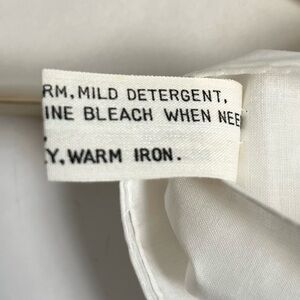 RM, MILD DETERGENT,
INE BLEACH WHEN NEE
Y, WARM IRON.